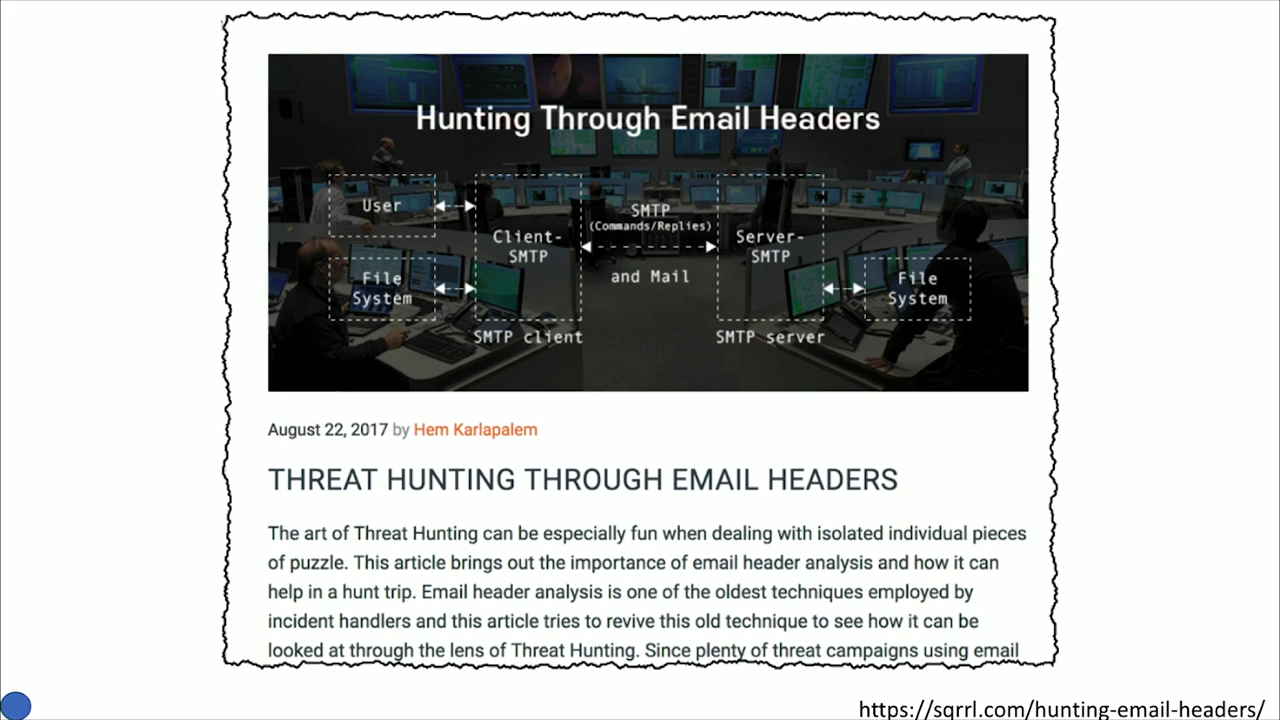 Hunting Through Email Headers
User
Client-
SMTP
SMTP
(Commands/Replies)
and Mail
Server-
SMTP
File
System
File
System
SMTP client
SMTP server
August 22, 2017 by Hem Karlapalem
THREAT HUNTING THROUGH EMAIL HEADERS
The art of Threat Hunting can be especially fun when dealing with isolated individual pieces
of puzzle. This article brings out the importance of email header analysis and how it can
help in a hunt trip. Email header analysis is one of the oldest techniques employed by
incident handlers and this article tries to revive this old technique to see how it can be
looked at through the lens of Threat Hunting. Since plenty of threat campaigns using email
https://sqrrl.com/hunting-email-headers/